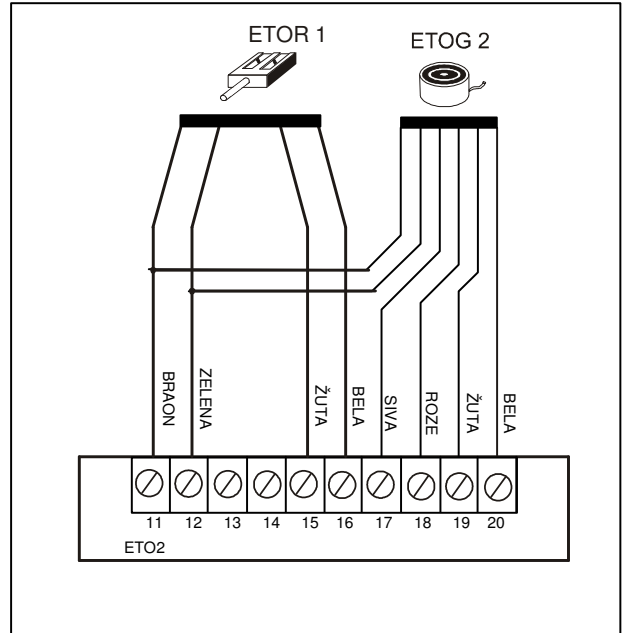 ETOR 1
ETOG 2
BRAON
ZELENA
ŽUTA
BELA
SIVA
ROZE
ŽUTA
BELA
11 12 13 14 15 16 17 18 19 20
ETO2